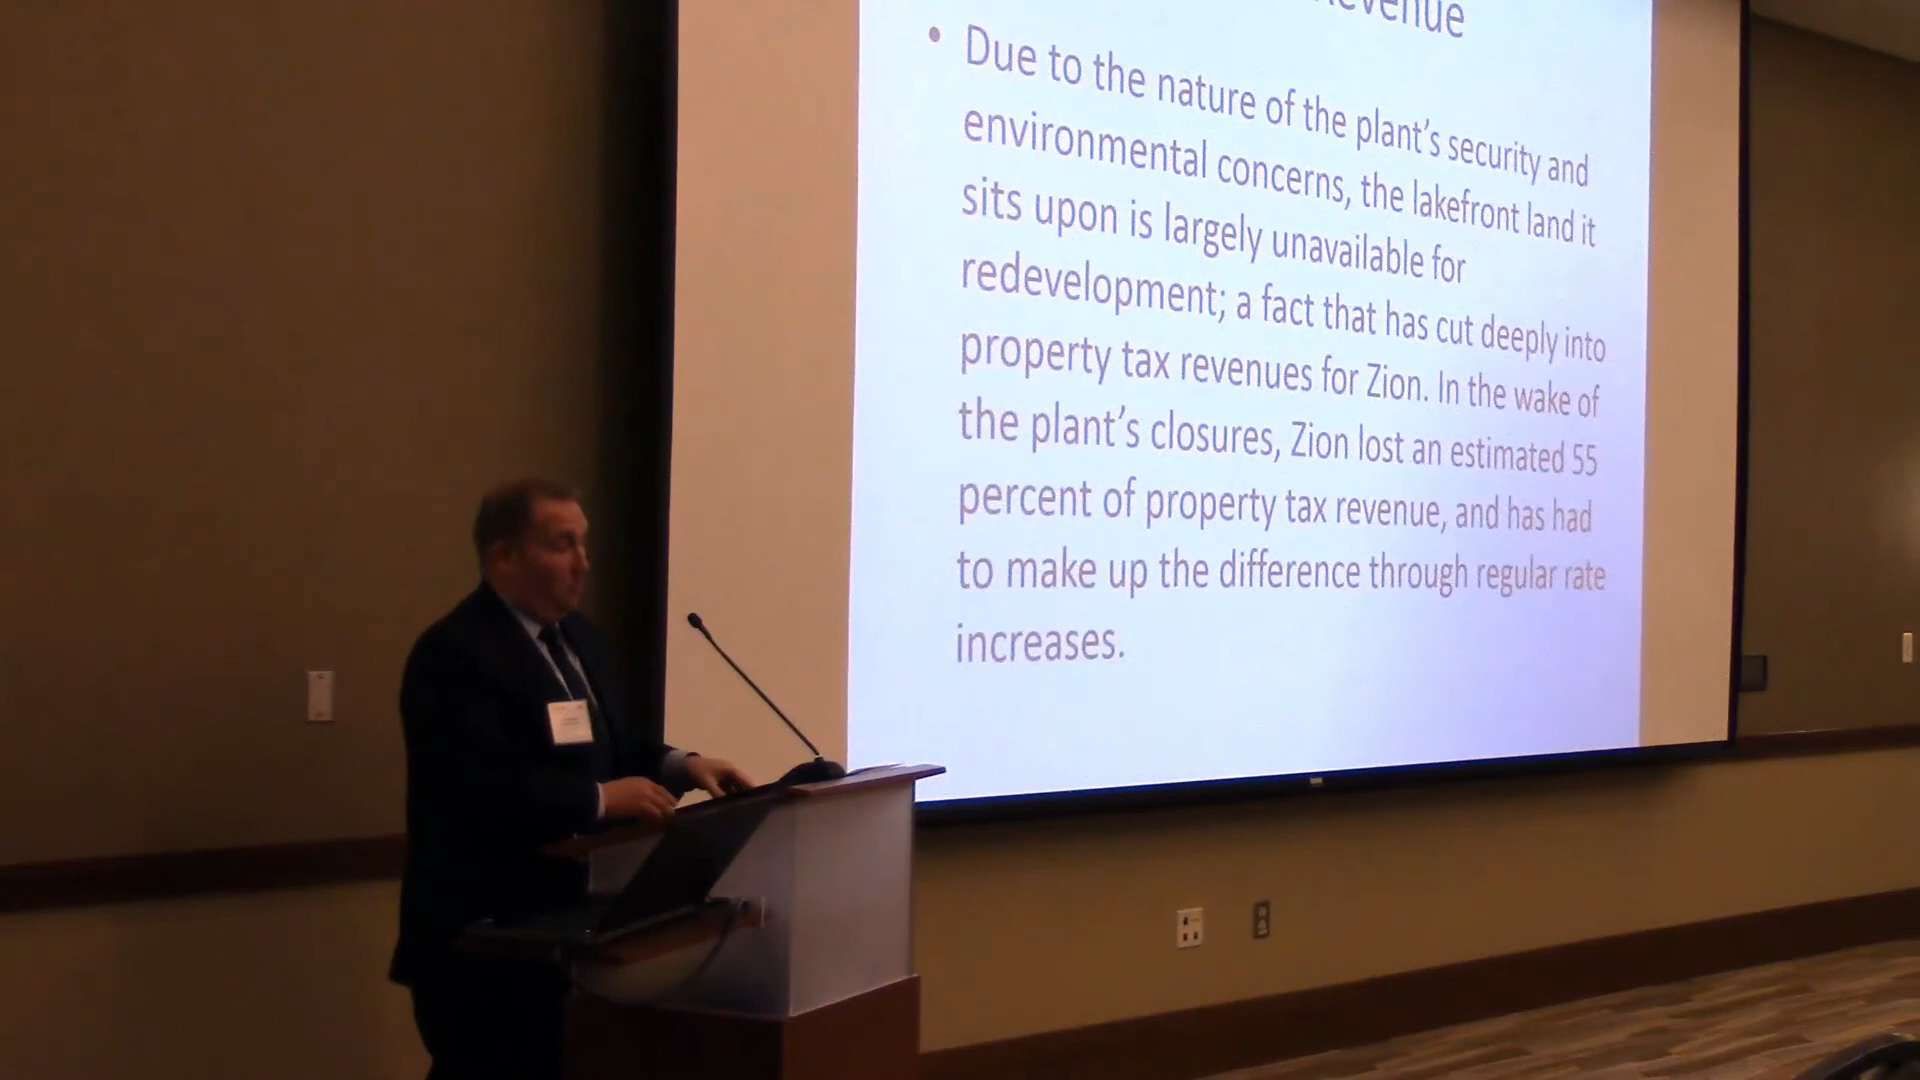 Revenue
• Due to the nature of the plant’s security and
environmental concerns, the lakefront land it
sits upon is largely unavailable for
redevelopment; a fact that has cut deeply into
property tax revenues for Zion. In the wake of
the plant’s closures, Zion lost an estimated 55
percent of property tax revenue, and has had
to make up the difference through regular rate
increases.